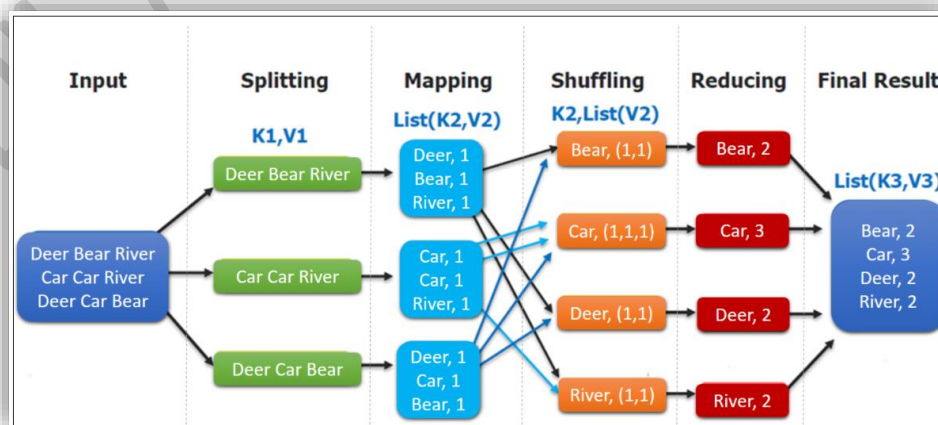 Input
Splitting
Mapping
Shuffling
Reducing
Final Result
K1,V1
List(K2,V2)
K2,List(V2)
List(K3,V3)
Deer Bear River
Car Car River
Deer Car Bear
Deer Bear River
Car Car River
Deer Car Bear
Deer, 1
Bear, 1
River, 1
Car, 1
Car, 1
River, 1
Deer, 1
Car, 1
Bear, 1
Bear, (1,1)
Car, (1,1,1)
Deer, (1,1)
River, (1,1)
Bear, 2
Car, 3
Deer, 2
River, 2
Bear, 2
Car, 3
Deer, 2
River, 2